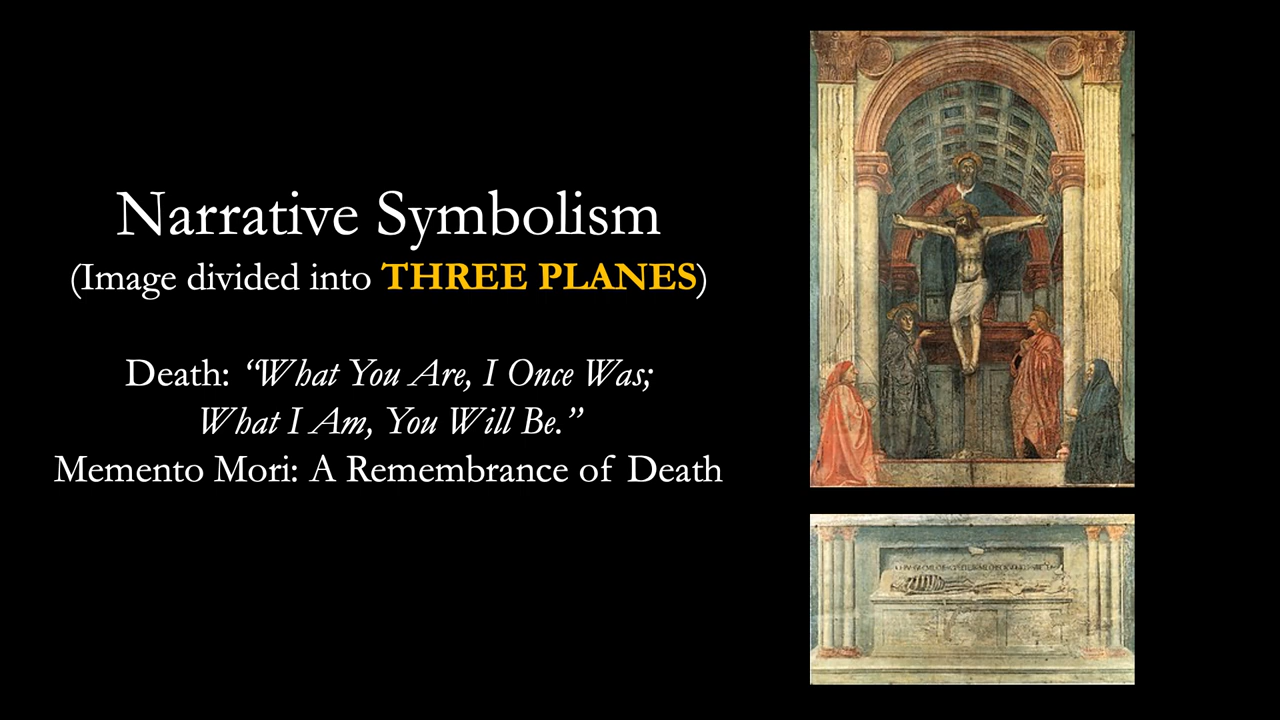 Narrative Symbolism
(Image divided into THREE PLANES)
Death: “What You Are, I Once Was;
What I Am, You Will Be.”
Memento Mori: A Remembrance of Death